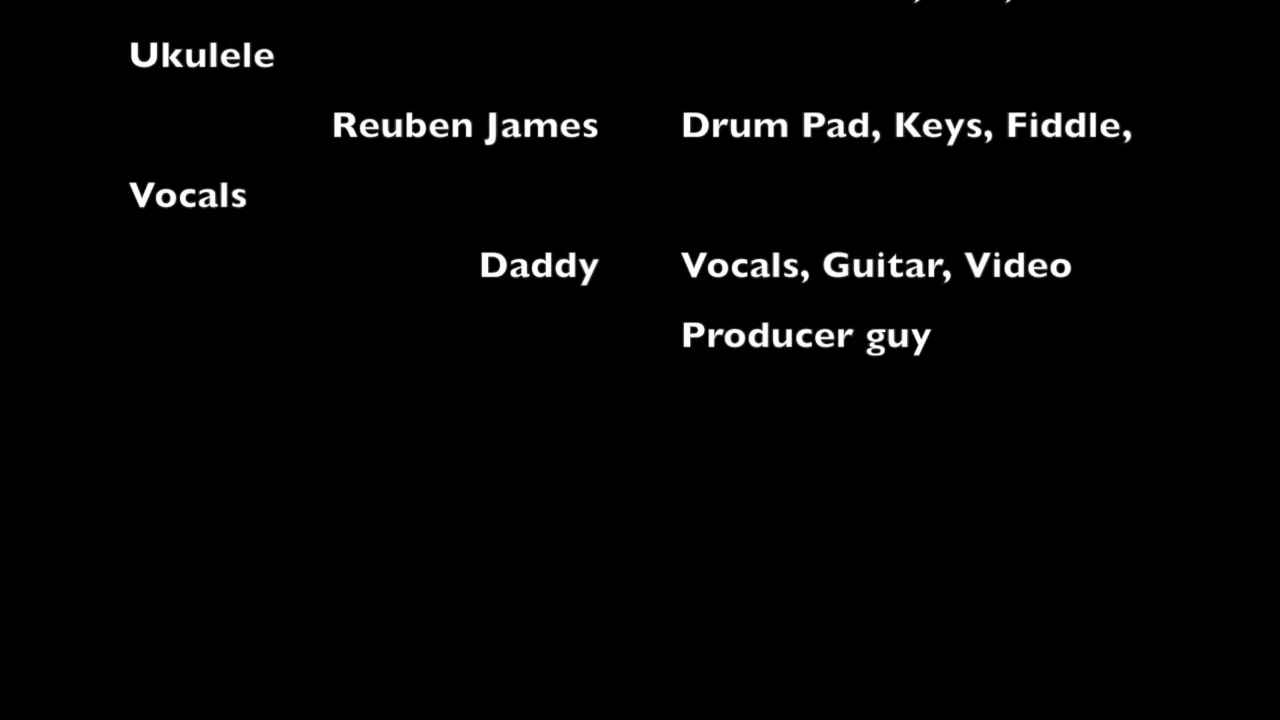 Ukulele
Reuben James Drum Pad, Keys, Fiddle,
Vocals
Daddy Vocals, Guitar, Video
Producer guy